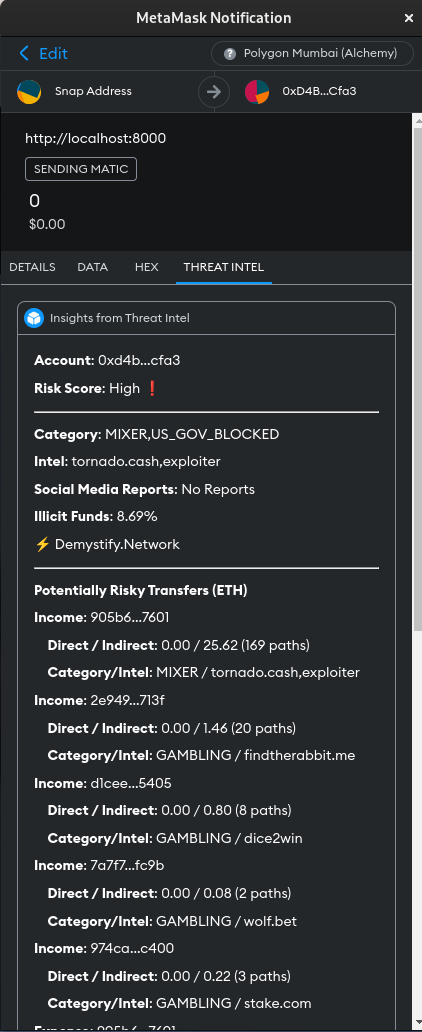 MetaMask Notification
Edit
Polygon Mumbai (Alchemy)
Snap Address
0xD4B...Cfa3
http://localhost:8000
SENDING MATIC
0
$0.00
DETAILS DATA HEX THREAT INTEL
Insights from Threat Intel
Account: 0xd4b...cfa3
Risk Score: High ❗
Category: MIXER,US_GOV_BLOCKED
Intel: tornado.cash,exploiter
Social Media Reports: No Reports
Illicit Funds: 8.69%
⚡ Demystify.Network
Potentially Risky Transfers (ETH)
Income: 905b6...7601
Direct / Indirect: 0.00 / 25.62 (169 paths)
Category/Intel: MIXER / tornado.cash,exploiter
Income: 2e949...713f
Direct / Indirect: 0.00 / 1.46 (20 paths)
Category/Intel: GAMBLING / findtherabbit.me
Income: d1cee...5405
Direct / Indirect: 0.00 / 0.80 (8 paths)
Category/Intel: GAMBLING / dice2win
Income: 7a7f7...fc9b
Direct / Indirect: 0.00 / 0.08 (2 paths)
Category/Intel: GAMBLING / wolf.bet
Income: 974ca...c400
Direct / Indirect: 0.00 / 0.22 (3 paths)
Category/Intel: GAMBLING / stake.com